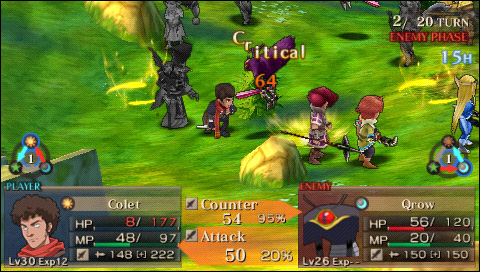 2/ 20 TURN
ENEMY PHASE
15H
Critical
64
1
1
PLAYER
Colet
HP 8/ 177
MP 48/ 97
Lv30 Exp12
148 [+] 222
Counter
54 95%
Attack
50 20%
ENEMY
Qrow
HP 56/ 120
MP 20/ 40
Lv26 Exp--
150 [+] 150